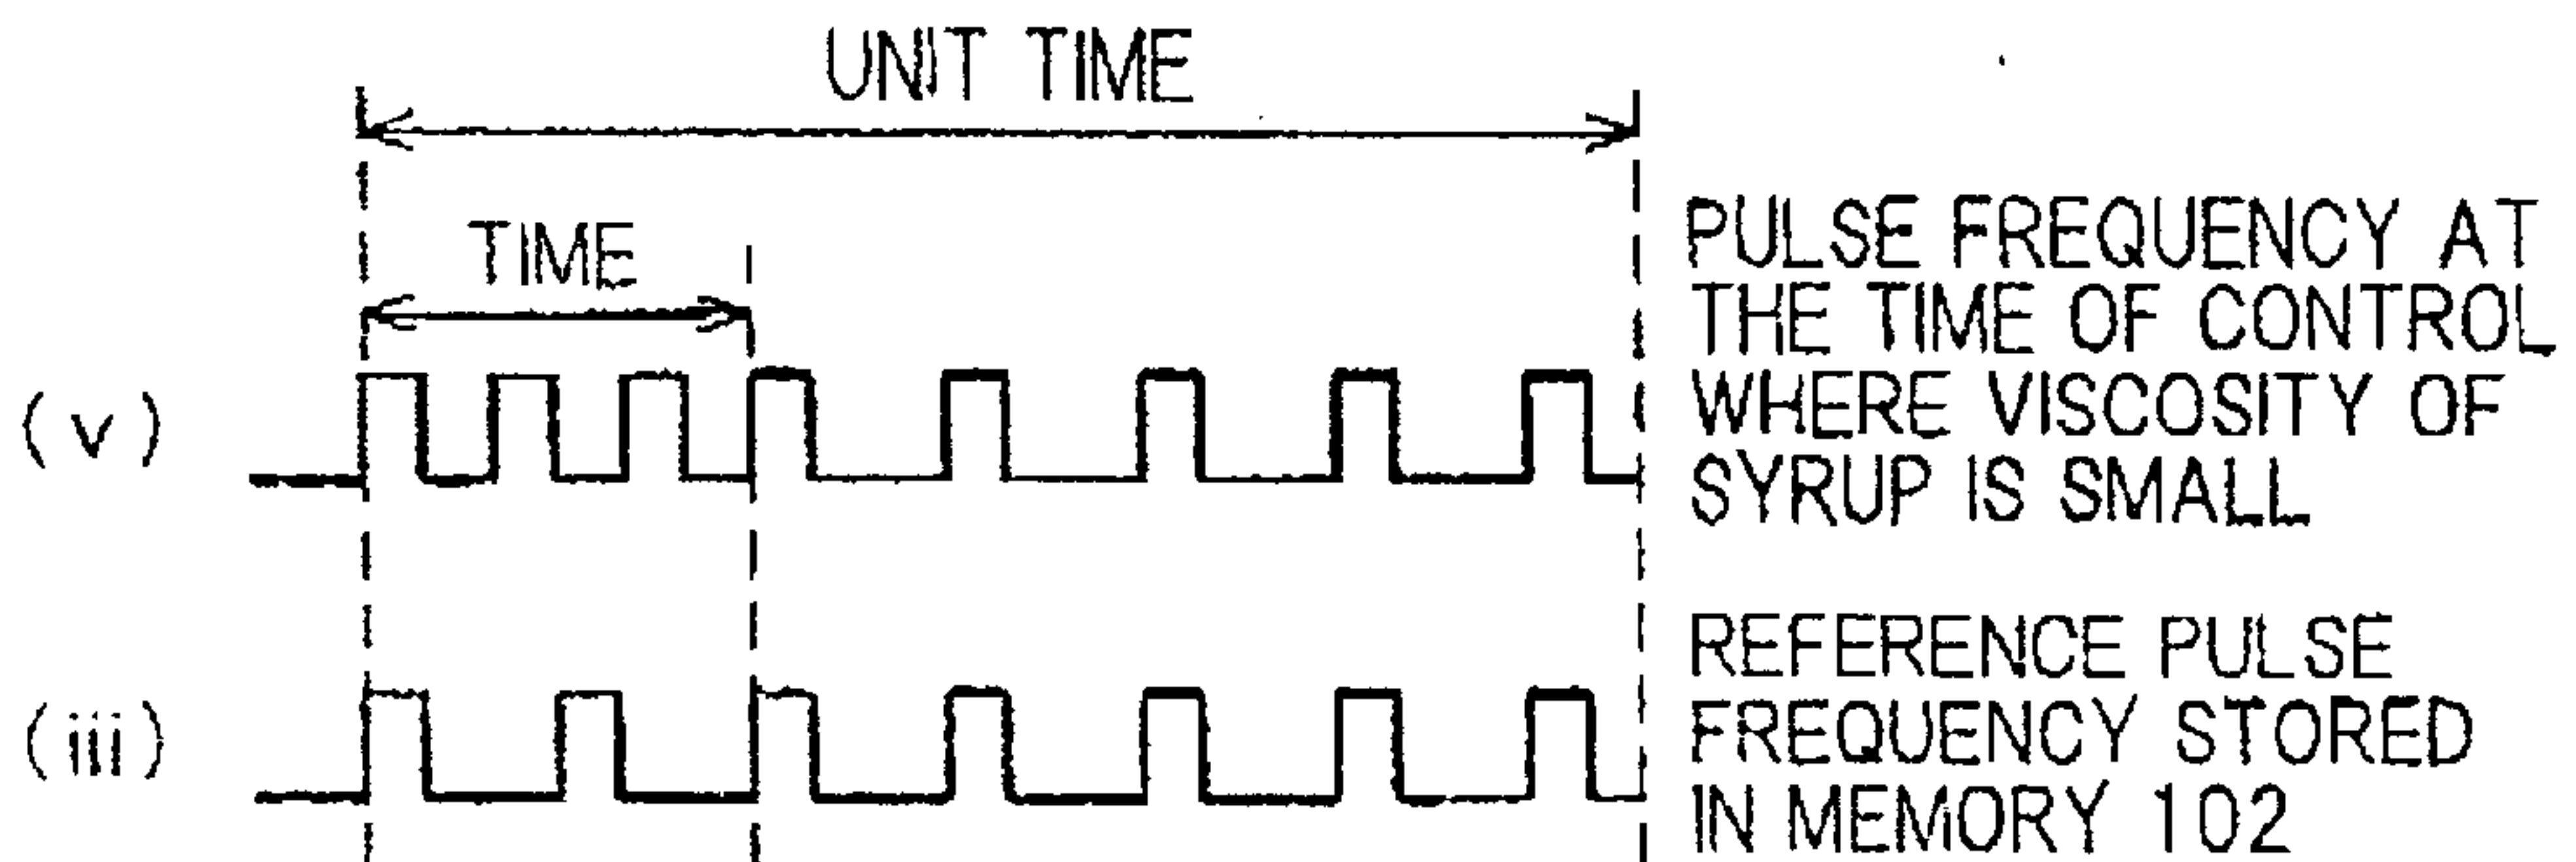 UNIT TIME
TIME
(v)
PULSE FREQUENCY AT
THE TIME OF CONTROL
WHERE VISCOSITY OF
SYRUP IS SMALL
(iii)
REFERENCE PULSE
FREQUENCY STORED
IN MEMORY 102